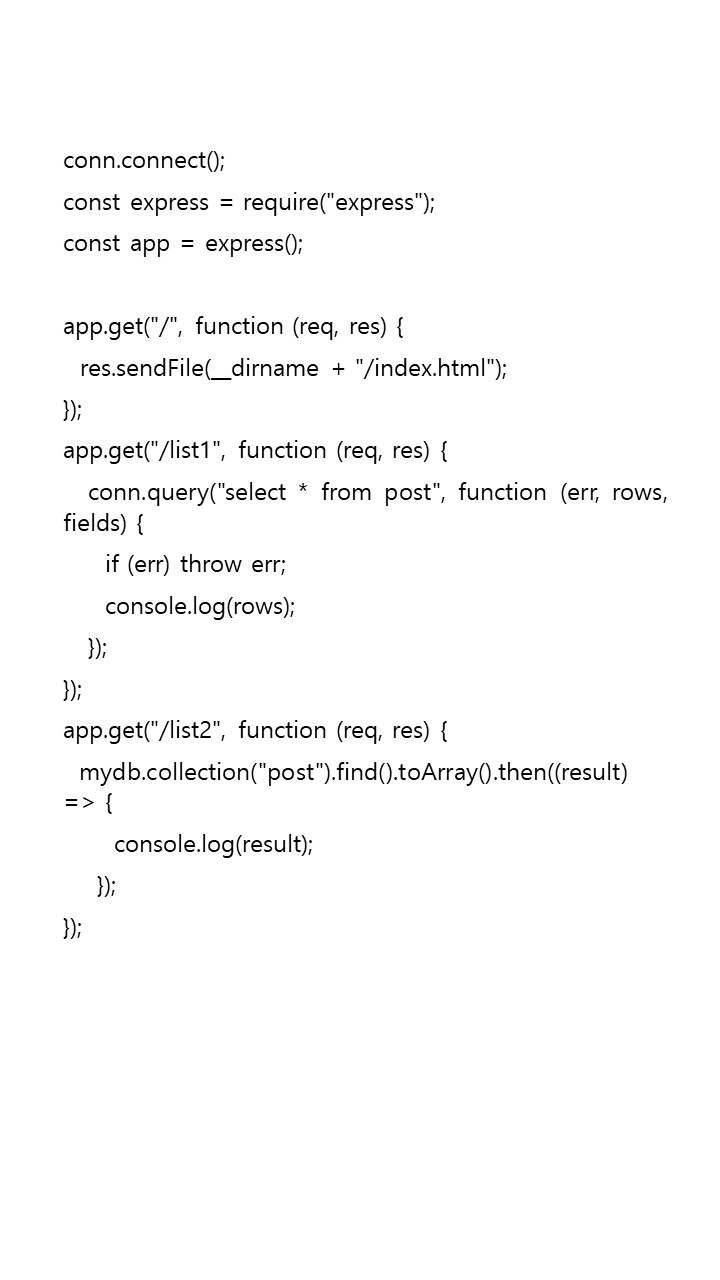 conn.connect();
const express = require("express");
const app = express();
app.get("/", function (req, res) {
res.sendFile(__dirname + "/index.html");
});
app.get("/list1", function (req, res) {
conn.query("select * from post", function (err, rows,
fields) {
if (err) throw err;
console.log(rows);
});
});
app.get("/list2", function (req, res) {
mydb.collection("post").find().toArray().then((result)
=> {
console.log(result);
});
});